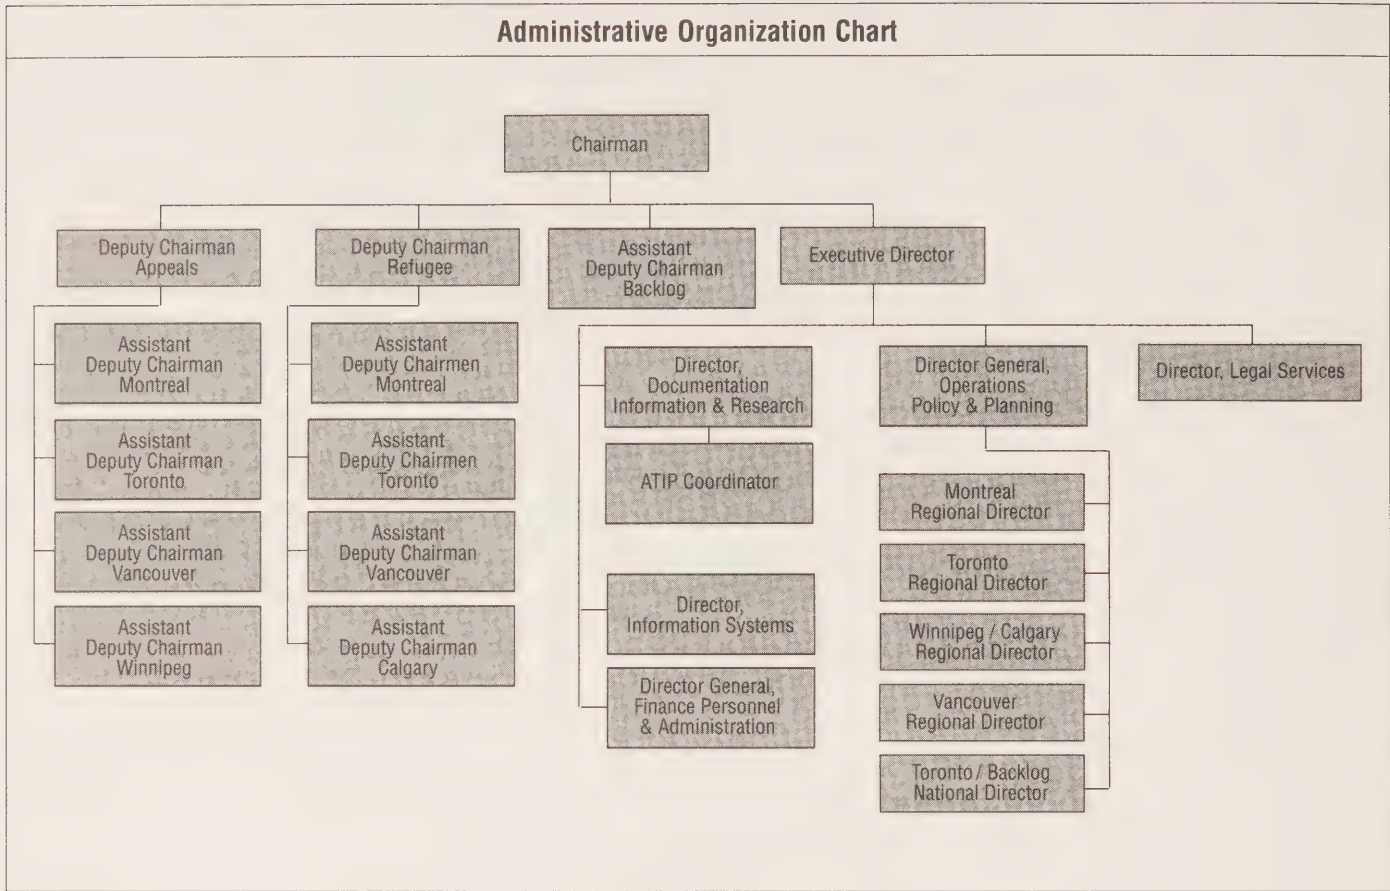 Administrative Organization Chart
Chairman
Deputy Chairman
Appeals
Deputy Chairman
Refugee
Assistant
Deputy Chairman
Backlog
Executive Director
Assistant
Deputy Chairman
Montreal
Assistant
Deputy Chairman
Toronto
Assistant
Deputy Chairman
Vancouver
Assistant
Deputy Chairman
Winnipeg
Assistant
Deputy Chairmen
Montreal
Assistant
Deputy Chairmen
Toronto
Assistant
Deputy Chairman
Vancouver
Assistant
Deputy Chairman
Calgary
Director,
Documentation
Information & Research
ATIP Coordinator
Director,
Information Systems
Director General,
Finance Personnel
& Administration
Director General,
Operations
Policy & Planning
Montreal
Regional Director
Toronto
Regional Director
Winnipeg / Calgary
Regional Director
Vancouver
Regional Director
Toronto / Backlog
National Director
Director, Legal Services